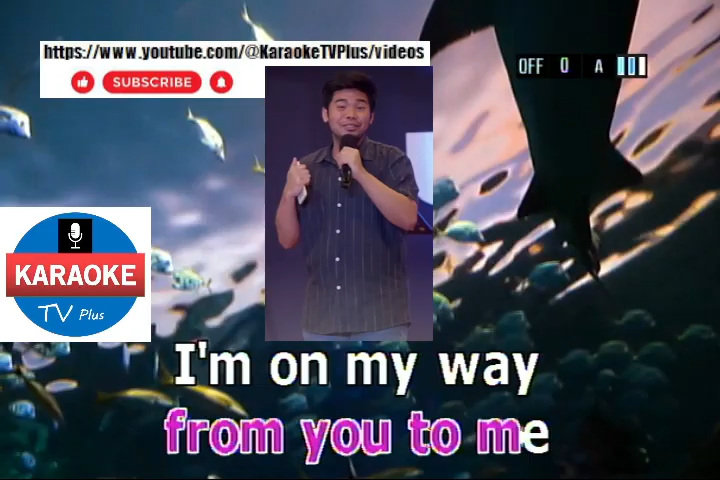 https://www.youtube.com/@KaraokeTVPlus/videos
SUBSCRIBE
OFF 0 A
KARAOKE
TV Plus
I'm on my way
from you to me